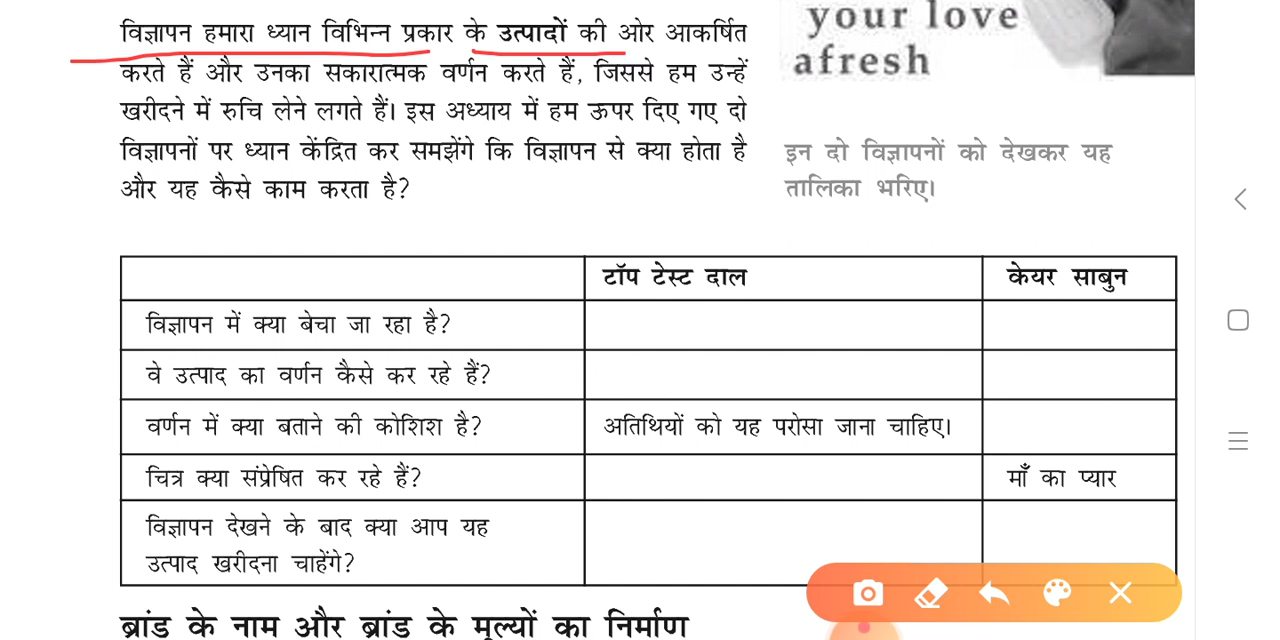 विज्ञापन हमारा ध्यान विभिन्न प्रकार के उत्पादों की ओर आकर्षित
करते हैं और उनका सकारात्मक वर्णन करते हैं, जिससे हम उन्हें
खरीदने में रुचि लेने लगते हैं। इस अध्याय में हम ऊपर दिए गए दो
विज्ञापनों पर ध्यान केंद्रित कर समझेंगे कि विज्ञापन से क्या होता है
और यह कैसे काम करता है?
your love
afresh
इन दो विज्ञापनों को देखकर यह
तालिका भरिए।
टॉप टेस्ट दाल केयर साबुन
विज्ञापन में क्या बेचा जा रहा है?
वे उत्पाद का वर्णन कैसे कर रहे हैं?
वर्णन में क्या बताने की कोशिश है? अतिथियों को यह परोसा जाना चाहिए।
चित्र क्या संप्रेषित कर रहे हैं? माँ का प्यार
विज्ञापन देखने के बाद क्या आप यह
उत्पाद खरीदना चाहेंगे?
ब्रांड के नाम और ब्रांड के मूल्यों का निर्माण